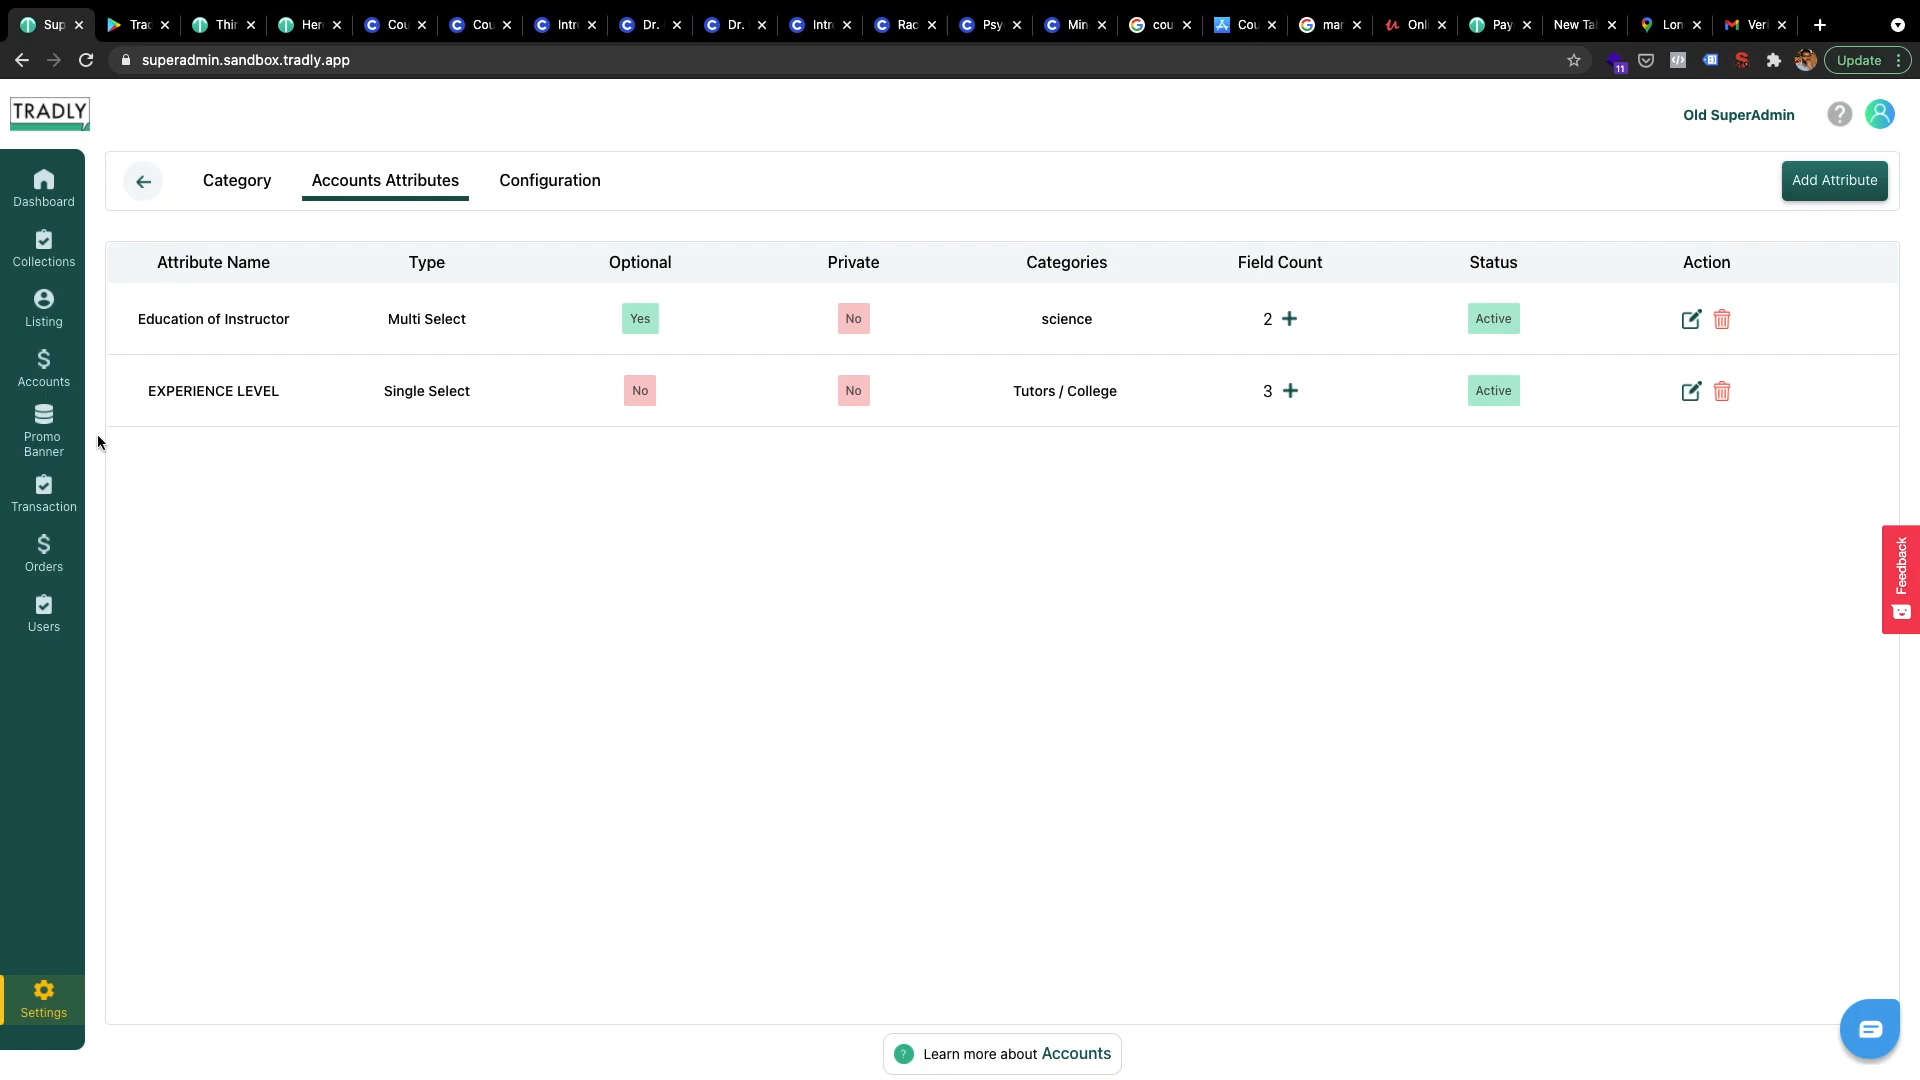 Sup
Trac
Thir
Her
Cou
Cou
Intr
Dr.
Dr.
Intr
Rac
Psy
Min
cou
Cou
mar
Onli
Pay
New Ta
Lon
Veri
superadmin.sandbox.tradly.app
11
Update
TRADLY
Old SuperAdmin
?
Category
Accounts Attributes
Configuration
Add Attribute
Dashboard
Collections
Listing
Accounts
Promo
Banner
Transaction
Orders
Users
Settings
Attribute Name Type Optional Private Categories Field Count Status Action
Education of Instructor Multi Select Yes No science 2 + Active
EXPERIENCE LEVEL Single Select No No Tutors / College 3 + Active
Feedback
? Learn more about Accounts